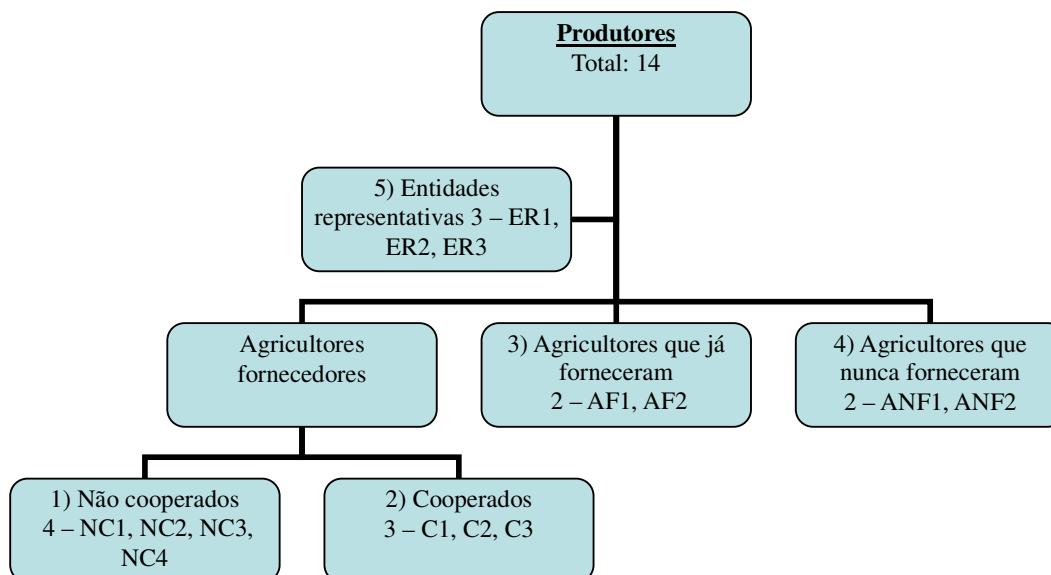 Produtores
Total: 14
5) Entidades
representativas 3 – ER1,
ER2, ER3
Agricultores
fornecedores
3) Agricultores que já
forneceram
2 – AF1, AF2
4) Agricultores que
nunca forneceram
2 – ANF1, ANF2
1) Não cooperados
4 – NC1, NC2, NC3,
NC4
2) Cooperados
3 – C1, C2, C3